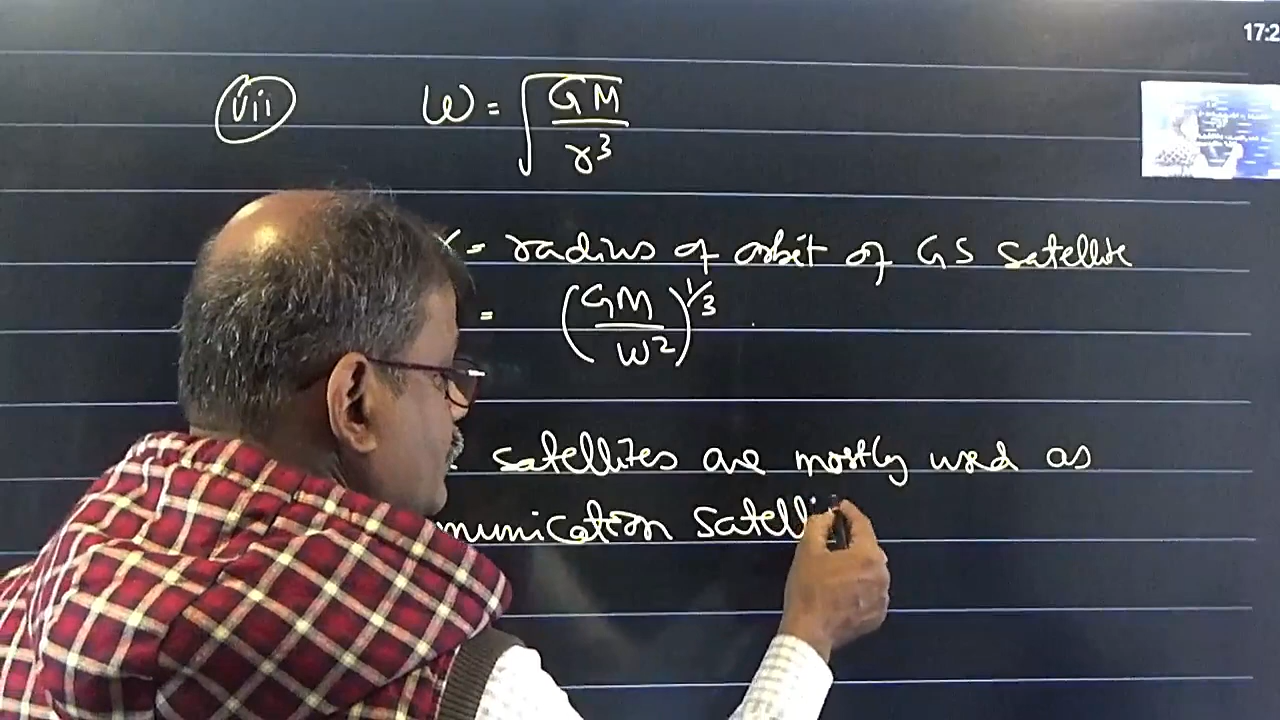 17:2
vii ω = √GM/r³
r = radius of orbit of GS satellite
= (GM/ω²)^1/3
satellites are mostly used as
munication satelli